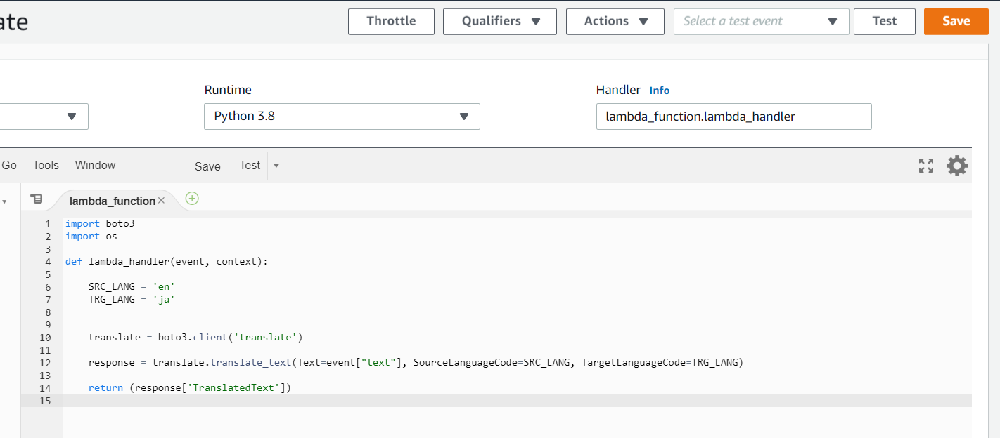 ate
Throttle
Qualifiers
Actions
Select a test event
Test
Save
Runtime
Handler Info
Python 3.8
lambda_function.lambda_handler
Go Tools Window Save Test
lambda_function
1 import boto3
2 import os
3
4 def lambda_handler(event, context):
5
6 SRC_LANG = 'en'
7 TRG_LANG = 'ja'
8
9
10 translate = boto3.client('translate')
11
12 response = translate.translate_text(Text=event["text"], SourceLanguageCode=SRC_LANG, TargetLanguageCode=TRG_LANG)
13
14 return (response['TranslatedText'])
15